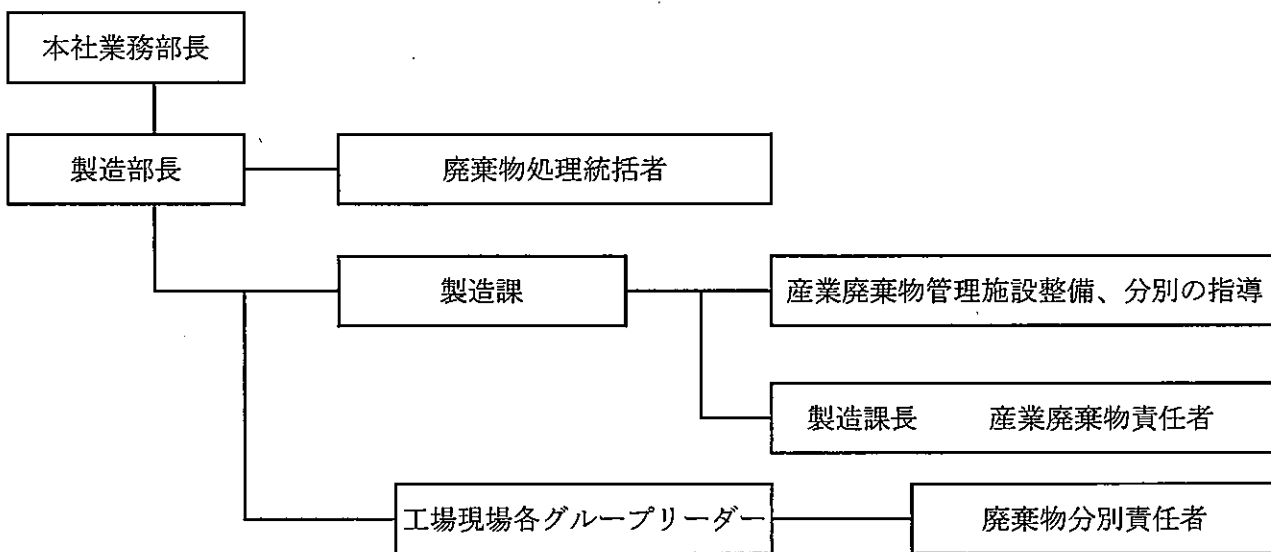 本社業務部長
製造部長
廃棄物処理統括者
製造課
産業廃棄物管理施設整備、分別の指導
製造課長 産業廃棄物責任者
工場現場各グループリーダー
廃棄物分別責任者